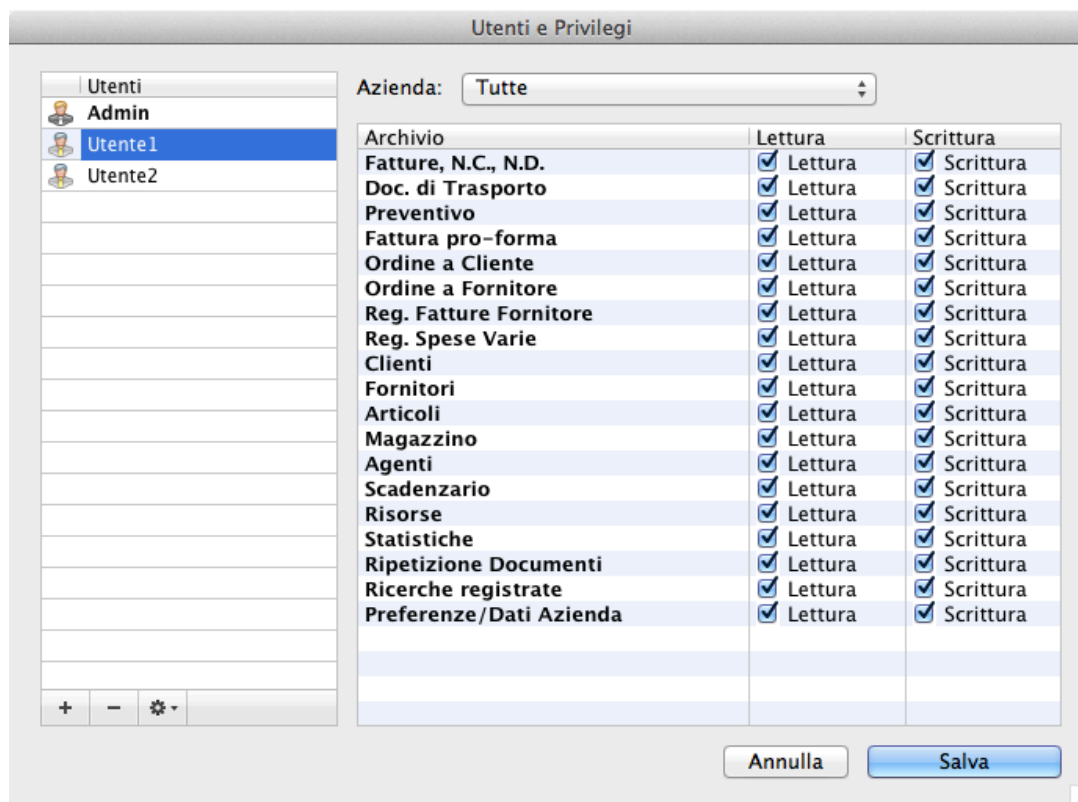 Utenti e Privilegi
Utenti
Admin
Utente1
Utente2
Azienda: Tutte
Archivio Lettura Scrittura
Fatture, N.C., N.D. Lettura Scrittura
Doc. di Trasporto Lettura Scrittura
Preventivo Lettura Scrittura
Fattura pro-forma Lettura Scrittura
Ordine a Cliente Lettura Scrittura
Ordine a Fornitore Lettura Scrittura
Reg. Fatture Fornitore Lettura Scrittura
Reg. Spese Varie Lettura Scrittura
Clienti Lettura Scrittura
Fornitori Lettura Scrittura
Articoli Lettura Scrittura
Magazzino Lettura Scrittura
Agenti Lettura Scrittura
Scadenzario Lettura Scrittura
Risorse Lettura Scrittura
Statistiche Lettura Scrittura
Ripetizione Documenti Lettura Scrittura
Ricerche registrate Lettura Scrittura
Preferenze/Dati Azienda Lettura Scrittura
Annulla Salva